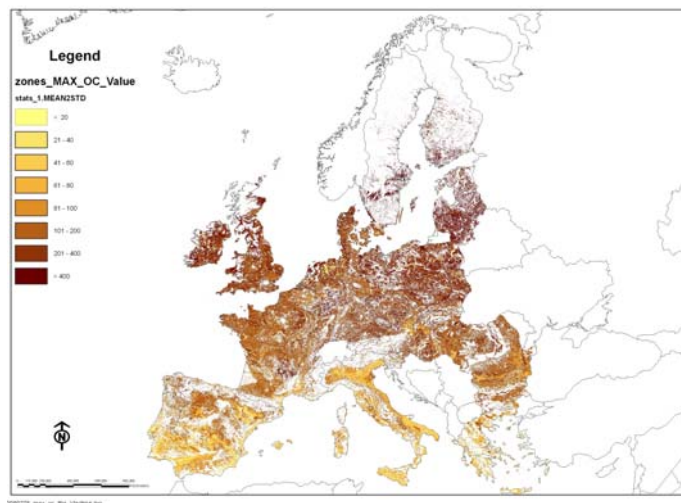 Legend
zones_MAX_OC_Value
stats_1.MEAN2STD
< 20
21 - 40
41 - 60
61 - 80
81 - 100
101 - 200
201 - 400
> 400
N